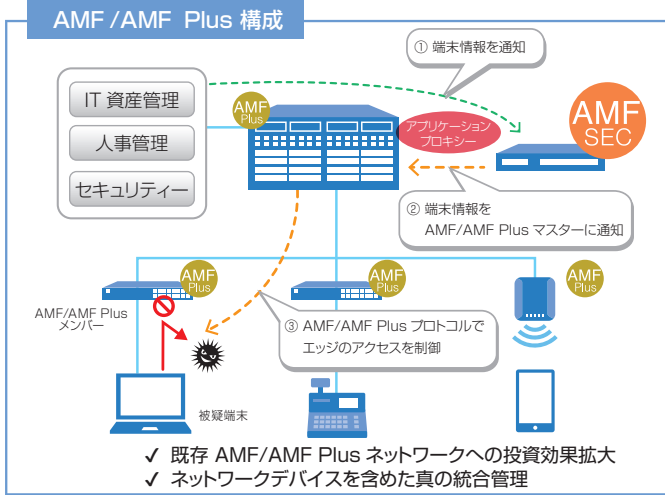 AMF /AMF Plus 構成
① 端末情報を通知
IT 資産管理
人事管理
セキュリティー
AMF
Plus
アプリケーション
プロキシー
AMF
SEC
② 端末情報を
AMF/AMF Plus マスターに通知
AMF
Plus
AMF
Plus
AMF
Plus
AMF/AMF Plus
メンバー
③ AMF/AMF Plus プロトコルで
エッジのアクセスを制御
被疑端末
✓ 既存 AMF/AMF Plus ネットワークへの投資効果拡大
✓ ネットワークデバイスを含めた真の統合管理